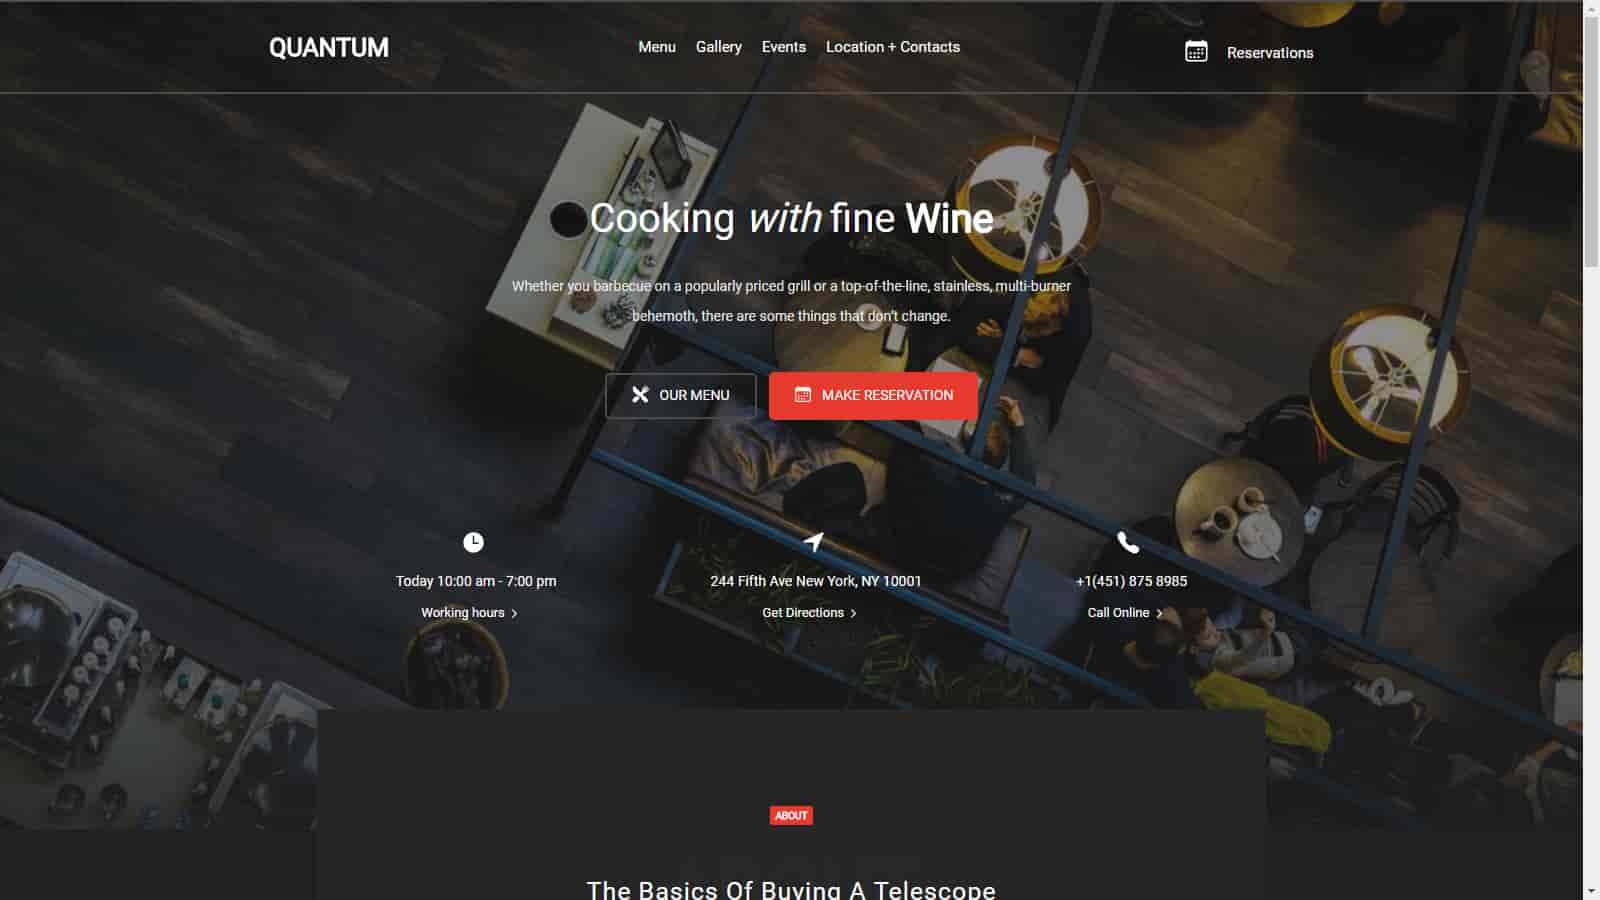 QUANTUM
Menu Gallery Events Location + Contacts
Reservations
Cooking with fine Wine
Whether you barbecue on a popularly priced grill or a top-of-the-line, stainless, multi-burner
behemoth, there are some things that don't change.
OUR MENU
MAKE RESERVATION
Today 10:00 am - 7:00 pm
Working hours
244 Fifth Ave New York, NY 10001
Get Directions
+1(451) 875 8985
Call Online
ABOUT
The Basics Of Buying A Telescope